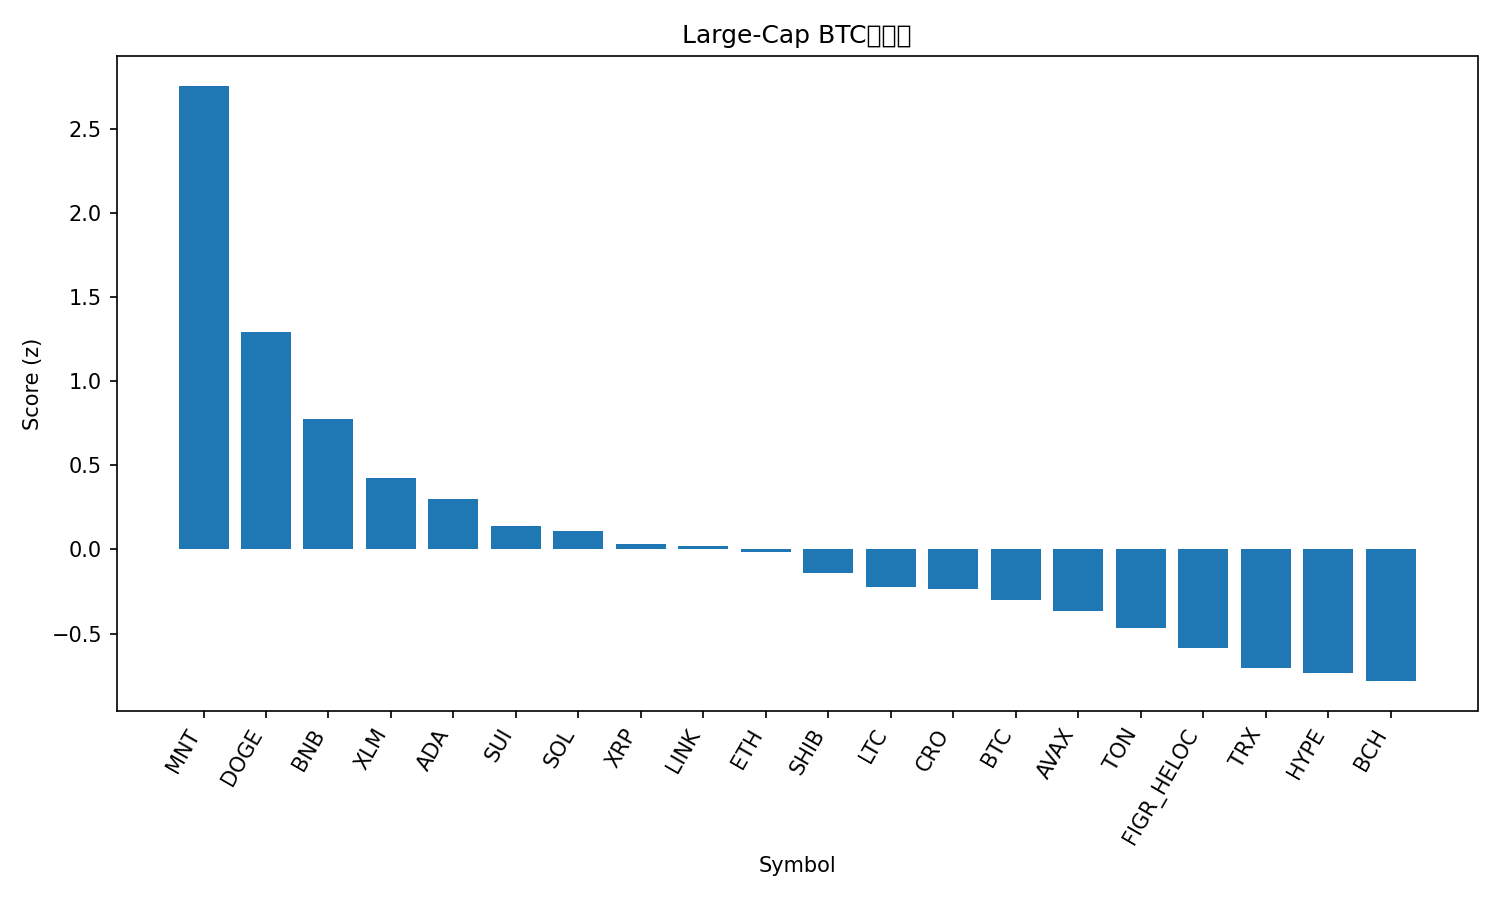 Large-Cap BTC
Score (z)
2.5
2.0
1.5
1.0
0.5
0.0
−0.5
MNT
DOGE
BNB
XLM
ADA
SUI
SOL
XRP
LINK
ETH
SHIB
LTC
CRO
BTC
AVAX
TON
FIGR_HELOC
TRX
HYPE
BCH
Symbol